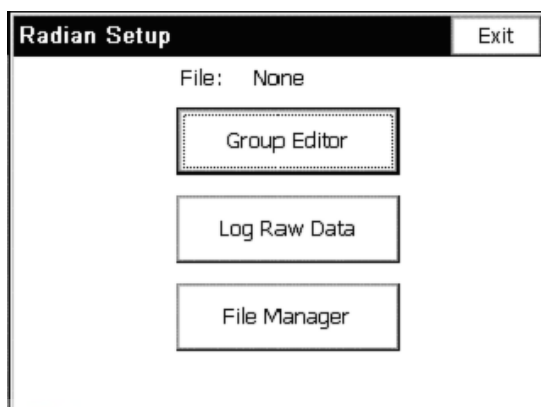 Radian Setup Exit
File: None
Group Editor
Log Raw Data
File Manager